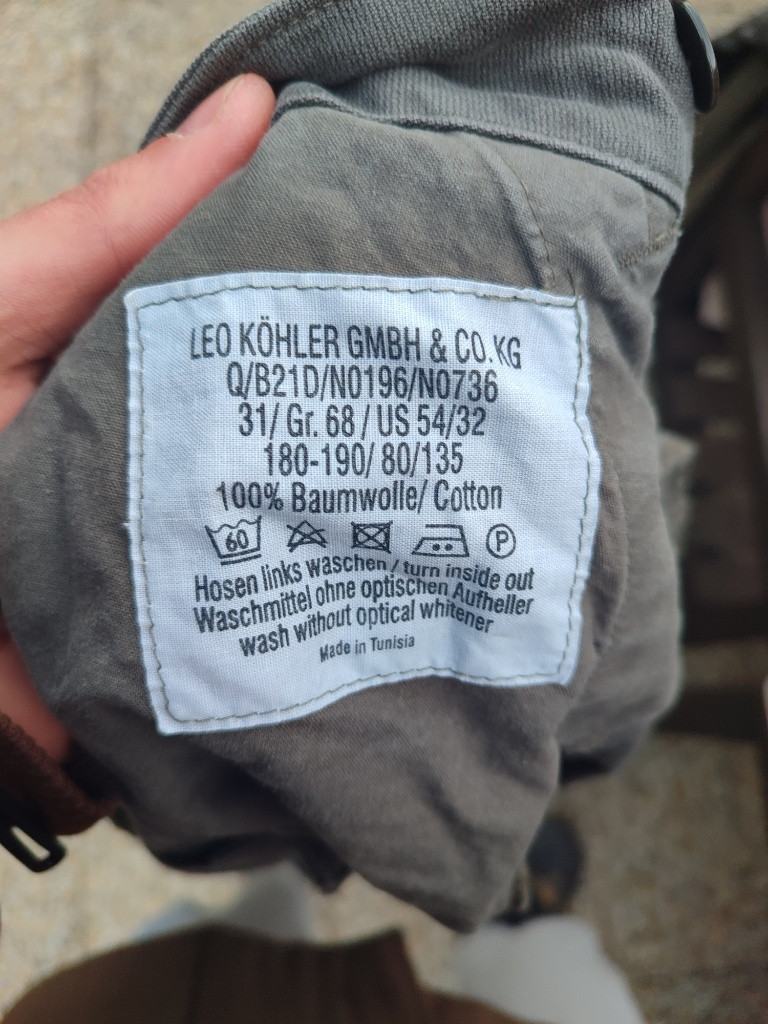 LEO KÖHLER GMBH & CO.KG
Q/B21D/N0196/N0736
31/ Gr. 68 / US 54/32
180-190/ 80/135
100% Baumwolle/ Cotton
60 P
Hosen links waschen / turn inside out
Waschmittel ohne optischen Aufheller
wash without optical whitener
Made in Tunisia